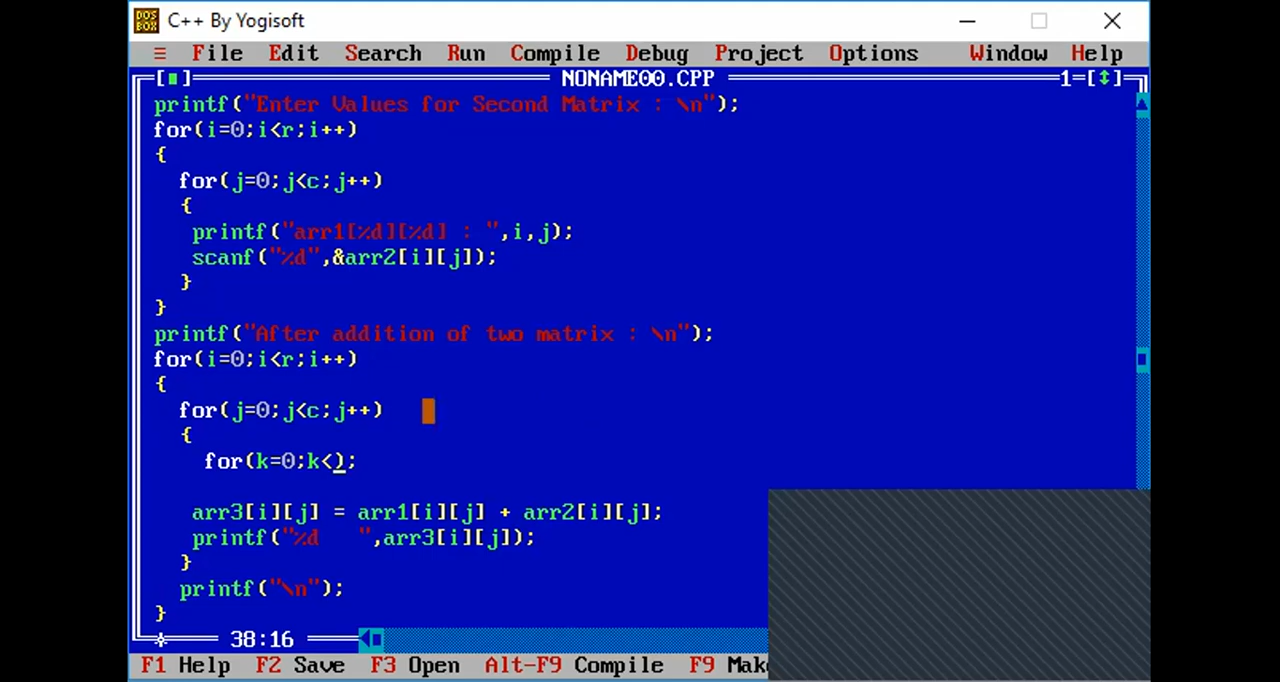 DOS BOX C++ By Yogisoft
≡ File Edit Search Run Compile Debug Project Options Window Help
[■] NONAME00.CPP 1=[↕]
printf("Enter Values for Second Matrix : \n");
for(i=0;i<r;i++)
{
for(j=0;j<c;j++)
{
printf("arr1[%d][%d] : ",i,j);
scanf("%d",&arr2[i][j]);
}
}
printf("After addition of two matrix : \n");
for(i=0;i<r;i++)
{
for(j=0;j<c;j++)
{
for(k=0;k<);
arr3[i][j] = arr1[i][j] + arr2[i][j];
printf("%d   ",arr3[i][j]);
}
printf("\n");
}
38:16
F1 Help F2 Save F3 Open Alt-F9 Compile F9 Mak